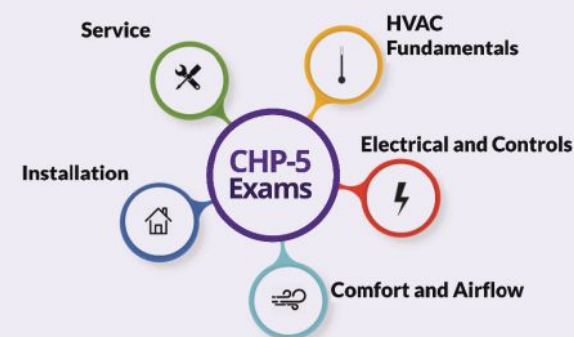 Service
HVAC
Fundamentals
CHP-5
Exams
Electrical and Controls
Installation
Comfort and Airflow